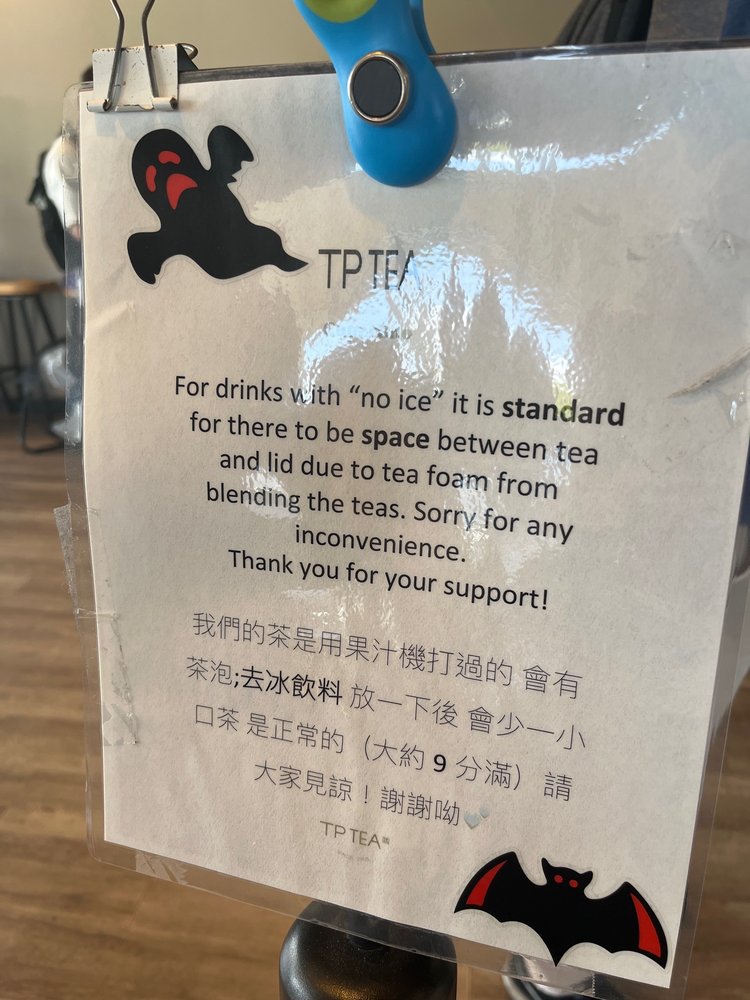 TP TEA
For drinks with “no ice” it is standard
for there to be space between tea
and lid due to tea foam from
blending the teas. Sorry for any
inconvenience.
Thank you for your support!
我們的茶是用果汁機打過的 會有
茶泡;去冰飲料 放一下後 會少一小
口茶 是正常的（大約 9 分滿）請
大家見諒！謝謝呦
TP TEA